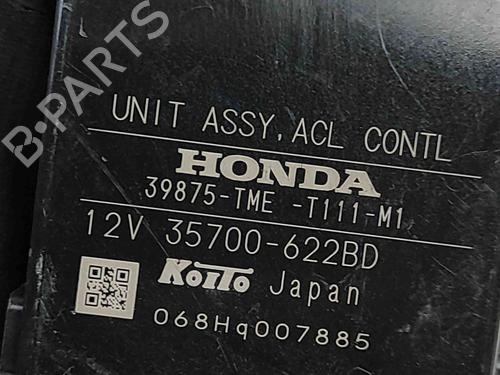 B-PARTS
UNIT ASSY, ACL CONTL
HONDA
39875-TME -T111-M1
12V 35700-622BD
KoITo Japan
068Hq007885